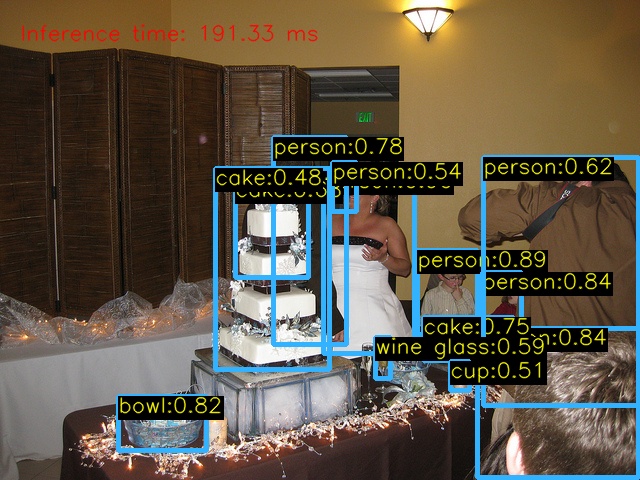 Inference time: 191.33 ms
EXIT
person:0.78
person:0.54
person:0.62
cake:0.48
person:0.89
person:0.84
cake:0.75
n:0.84
wine glass:0.59
cup:0.51
bowl:0.82